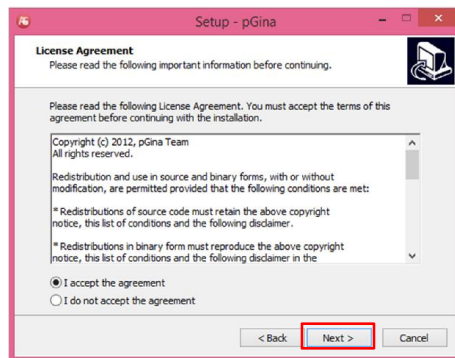 Setup - pGina
License Agreement
Please read the following important information before continuing.
Please read the following License Agreement. You must accept the terms of this
agreement before continuing with the installation.
Copyright (c) 2012, pGina Team
All rights reserved.
Redistribution and use in source and binary forms, with or without
modification, are permitted provided that the following conditions are met:
* Redistributions of source code must retain the above copyright
notice, this list of conditions and the following disclaimer.
* Redistributions in binary form must reproduce the above copyright
notice, this list of conditions and the following disclaimer in the
I accept the agreement
I do not accept the agreement
< Back Next > Cancel